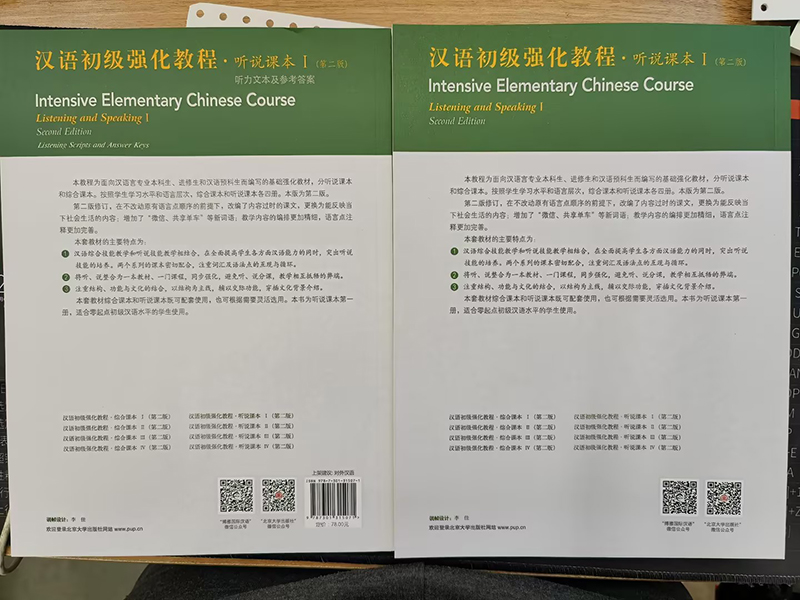 汉语初级强化教程·听说课本 I（第二版）
听力文本及参考答案
Intensive Elementary Chinese Course
Listening and Speaking I
Second Edition
Listening Scripts and Answer Keys
本教程为面向汉语言专业本科生、进修生和汉语预科生而编写的基础强化教材，分听说课本
和综合课本。按照学生学习水平和语言层次，综合课本和听说课本各四册。本版为第二版。
第二版修订，在不改动原有语言点顺序的前提下，改编了内容过时的课文，更换为能反映当
下社会生活的内容；增加了“微信、共享单车”等新词语；教学内容的编排更加精细，语言点注
释更加完善。
本套教材的主要特点为：
1 汉语综合技能教学和听说技能教学相结合，在全面提高学生各方面汉语能力的同时，突出听说
技能的培养。两个系列的课本密切配合，注重词汇及语法点的呈现与循环。
2 将听、说整合为一本教材、一门课程，同步强化，避免听、说分课，教学相互抵牾的弊端。
3 注重结构、功能与文化的结合，以结构为主线，辅以交际功能，穿插文化背景介绍。
本套教材综合课本和听说课本既可配套使用，也可根据需要灵活选用。本书为听说课本第一
册，适合零起点初级汉语水平的学生使用。
汉语初级强化教程·综合课本 I（第二版） 汉语初级强化教程·听说课本 I（第二版）
汉语初级强化教程·综合课本 II（第二版） 汉语初级强化教程·听说课本 II（第二版）
汉语初级强化教程·综合课本 III（第二版） 汉语初级强化教程·听说课本 III（第二版）
汉语初级强化教程·综合课本 IV（第二版） 汉语初级强化教程·听说课本 IV（第二版）
上架建议：对外汉语
定价：78.00元
“博雅国际汉语”
微信公众号
“北京大学出版社”
微信公众号
装帧设计：李
欢迎登录北京大学出版社网站 www.pup.cn
汉语初级强化教程·听说课本 I（第二版）
Intensive Elementary Chinese Course
Listening and Speaking I
Second Edition
本教程为面向汉语言专业本科生、进修生和汉语预科生而编写的基础强化教材，分听说课本
和综合课本。按照学生学习水平和语言层次，综合课本和听说课本各四册。本版为第二版。
第二版修订，在不改动原有语言点顺序的前提下，改编了内容过时的课文，更换为能反映当
下社会生活的内容；增加了“微信、共享单车”等新词语；教学内容的编排更加精细，语言点注
释更加完善。
本套教材的主要特点为：
1 汉语综合技能教学和听说技能教学相结合，在全面提高学生各方面汉语能力的同时，突出听说
技能的培养。两个系列的课本密切配合，注重词汇及语法点的呈现与循环。
2 将听、说整合为一本教材、一门课程，同步强化，避免听、说分课，教学相互抵牾的弊端。
3 注重结构、功能与文化的结合，以结构为主线，辅以交际功能，穿插文化背景介绍。
本套教材综合课本和听说课本既可配套使用，也可根据需要灵活选用。本书为听说课本第一
册，适合零起点初级汉语水平的学生使用。
汉语初级强化教程·综合课本 I（第二版） 汉语初级强化教程·听说课本 I（第二版）
汉语初级强化教程·综合课本 II（第二版） 汉语初级强化教程·听说课本 II（第二版）
汉语初级强化教程·综合课本 III（第二版） 汉语初级强化教程·听说课本 III（第二版）
汉语初级强化教程·综合课本 IV（第二版） 汉语初级强化教程·听说课本 IV（第二版）
“博雅国际汉语”
微信公众号
“北京大学出版社”
微信公众号
装帧设计：李
欢迎登录北京大学出版社网站 www.pup.cn